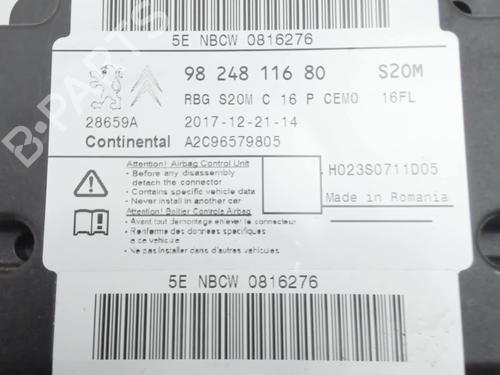 5E NBCW 0816276
98 248 116 80 S20M
RBG S20M C 16 P CEMO 16FL
28659A 2017-12-21-14
Continental A2C96579805
Attention! Airbag Control Unit
• Before any disassembly
detach the connector
• Contains specific vehicle data
• Never install in another car
H023S0711D05
Made in Romania
Attention! Boitier Controle Airbag
• Avant tout demontage enlever le connecteur
• Renferme des donnees specifiques
a ce vehicule
• Ne pas installer dans d'autres vehicules
5E NBCW 0816276
B-PARTS